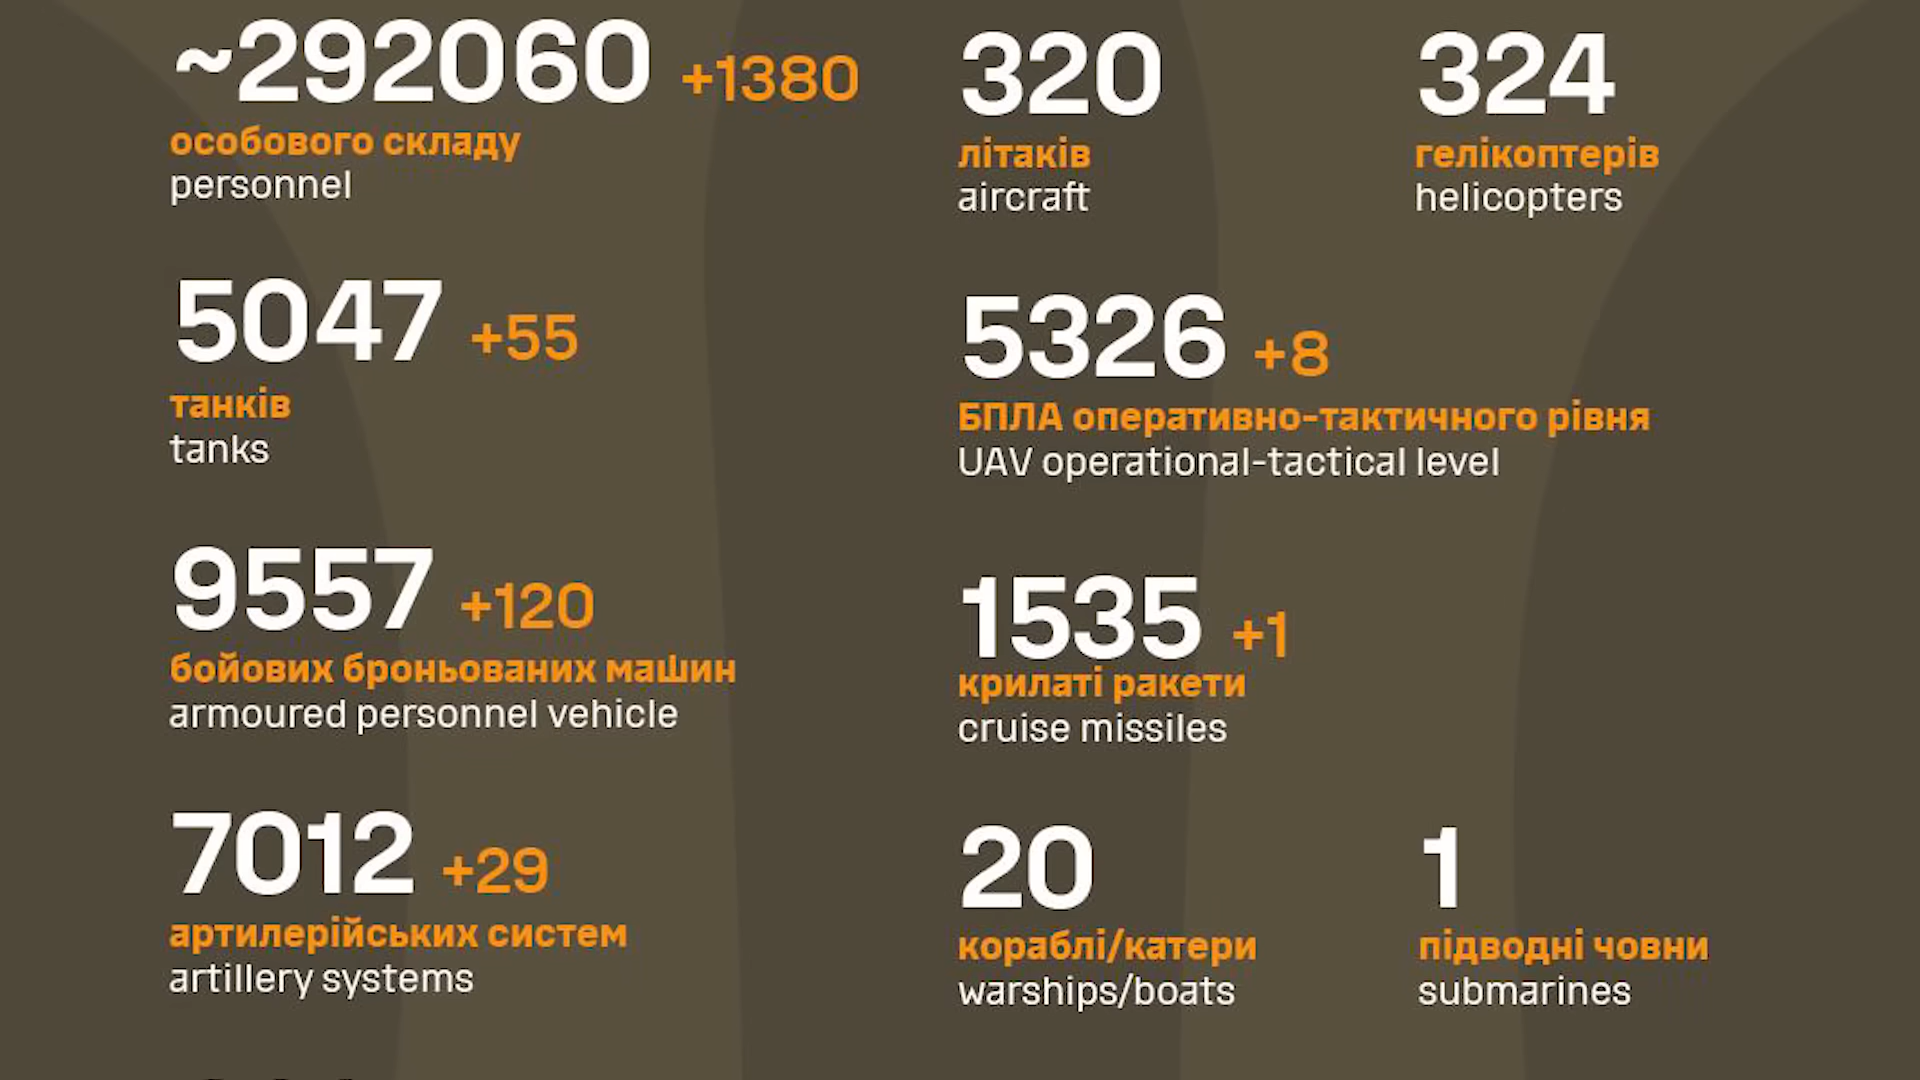 ~292060 +1380
особового складу
personnel
320
літаків
aircraft
324
гелікоптерів
helicopters
5047 +55
танків
tanks
5326 +8
БПЛА оперативно-тактичного рівня
UAV operational-tactical level
9557 +120
бойових броньованих машин
armoured personnel vehicle
1535 +1
крилаті ракети
cruise missiles
7012 +29
артилерійських систем
artillery systems
20
кораблі/катери
warships/boats
1
підводні човни
submarines